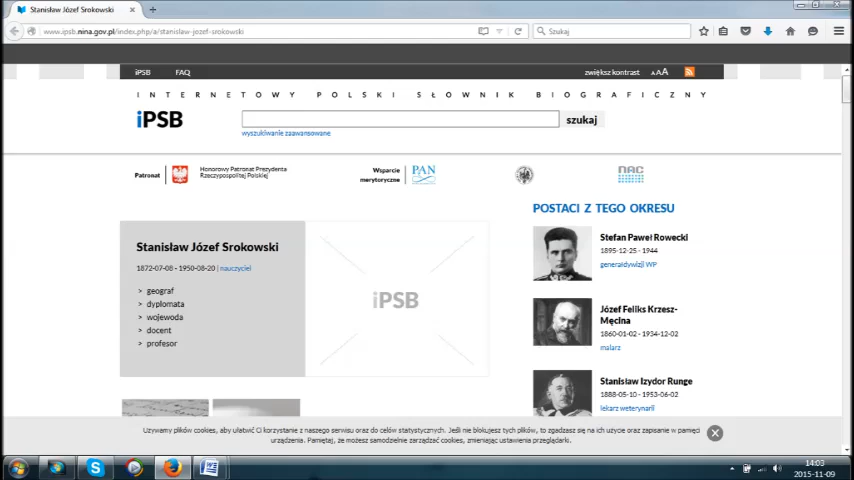 Stanisław Józef Srokowski
www.ipsb.nina.gov.pl/index.php/a/stanislaw-jozef-srokowski
Szukaj
iPSB FAQ zwiększ kontrast AAA
INTERNETOWY POLSKI SŁOWNIK BIOGRAFICZNY
iPSB szukaj
wyszukiwanie zaawansowane
Patronat
Honorowy Patronat Prezydenta
Rzeczypospolitej Polskiej
Wsparcie
merytoryczne
PAN
NAC
POSTACI Z TEGO OKRESU
Stanisław Józef Srokowski
1872-07-08 - 1950-08-20 | nauczyciel
> geograf
> dyplomata
> wojewoda
> docent
> profesor
iPSB
Stefan Paweł Rowecki
1895-12-25 - 1944
generał dywizji WP
Józef Feliks Krzesz-
Męcina
1860-01-02 - 1934-12-02
malarz
Stanisław Izydor Runge
1888-05-10 - 1953-06-02
lekarz weterynarii
Używamy plików cookies, aby ułatwić Ci korzystanie z naszego serwisu oraz do celów statystycznych. Jeśli nie blokujesz tych plików, to zgadzasz się na ich użycie oraz zapisanie w pamięci
urządzenia. Pamiętaj, że możesz samodzielnie zarządzać cookies, zmieniając ustawienia przeglądarki.
14:03
2015-11-09